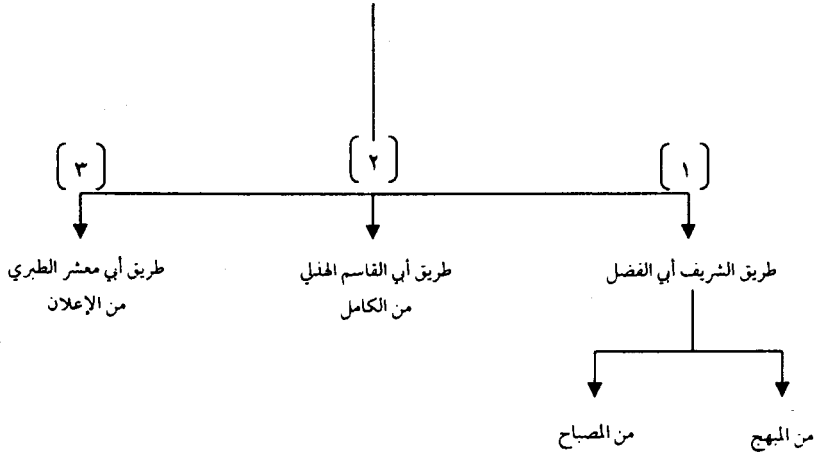 [١]
[٢]
[٣]
طريق الشريف أبي الفضل
طريق أبي القاسم الهذلي
من الكامل
طريق أبي معشر الطبري
من الإعلان
من المبهج
من المصباح